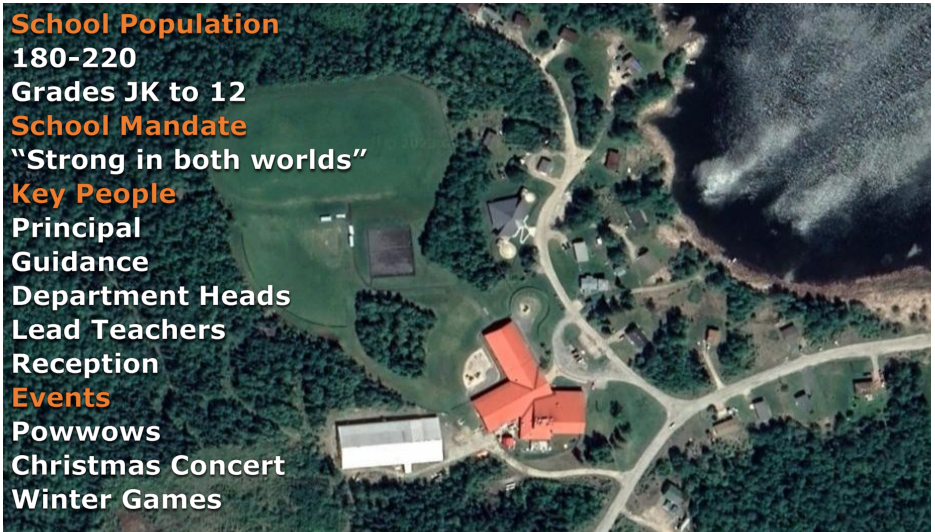 School Population
180-220
Grades JK to 12
School Mandate
“Strong in both worlds”
Key People
Principal
Guidance
Department Heads
Lead Teachers
Reception
Events
Powwows
Christmas Concert
Winter Games